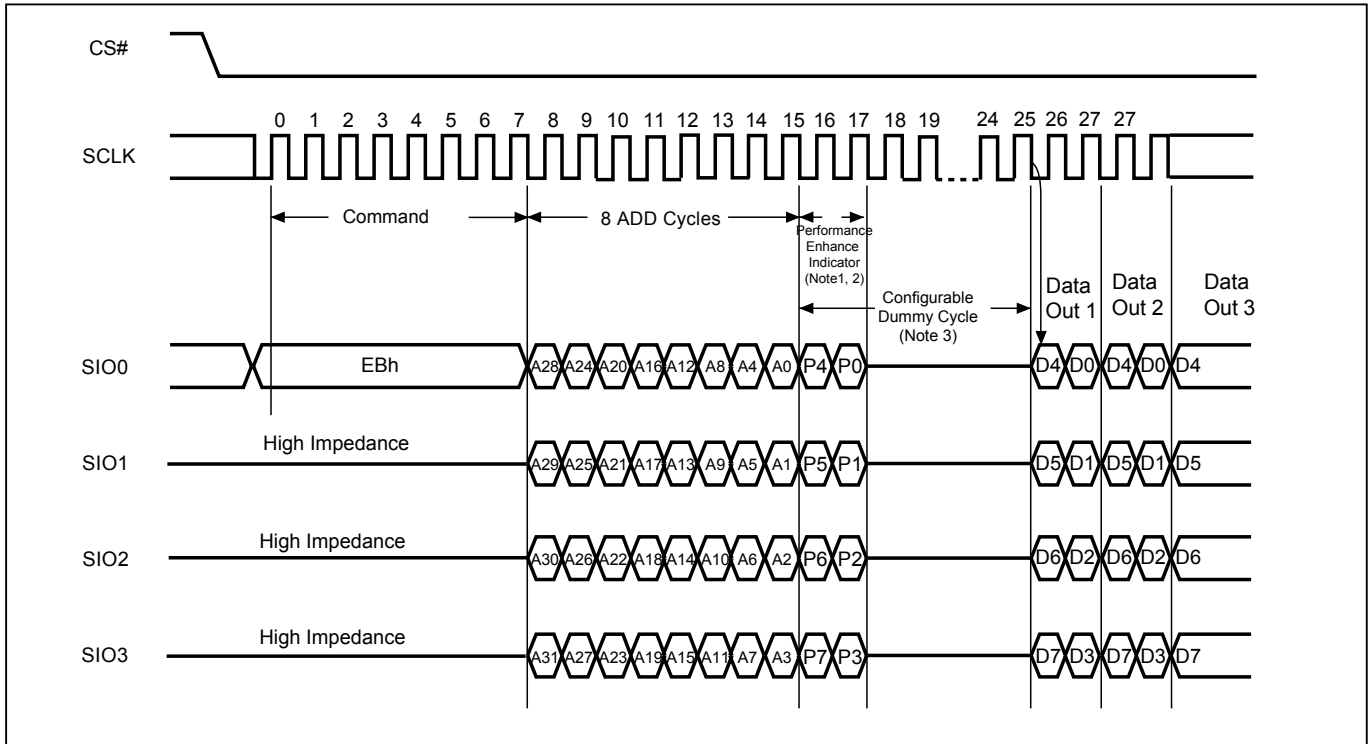 CS#
0 1 2 3 4 5 6 7 8 9 10 11 12 13 14 15 16 17 18 19 24 25 26 27 27
SCLK
Command
8 ADD Cycles
Performance
Enhance
Indicator
(Note1, 2)
Configurable
Dummy Cycle
(Note 3)
Data
Out 1
Data
Out 2
Data
Out 3
SIO0 EBh A28 A24 A20 A16 A12 A8 A4 A0 P4 P0 D4 D0 D4 D0 D4
High Impedance
SIO1 A29 A25 A21 A17 A13 A9 A5 A1 P5 P1 D5 D1 D5 D1 D5
High Impedance
SIO2 A30 A26 A22 A18 A14 A10 A6 A2 P6 P2 D6 D2 D6 D2 D6
High Impedance
SIO3 A31 A27 A23 A19 A15 A11 A7 A3 P7 P3 D7 D3 D7 D3 D7